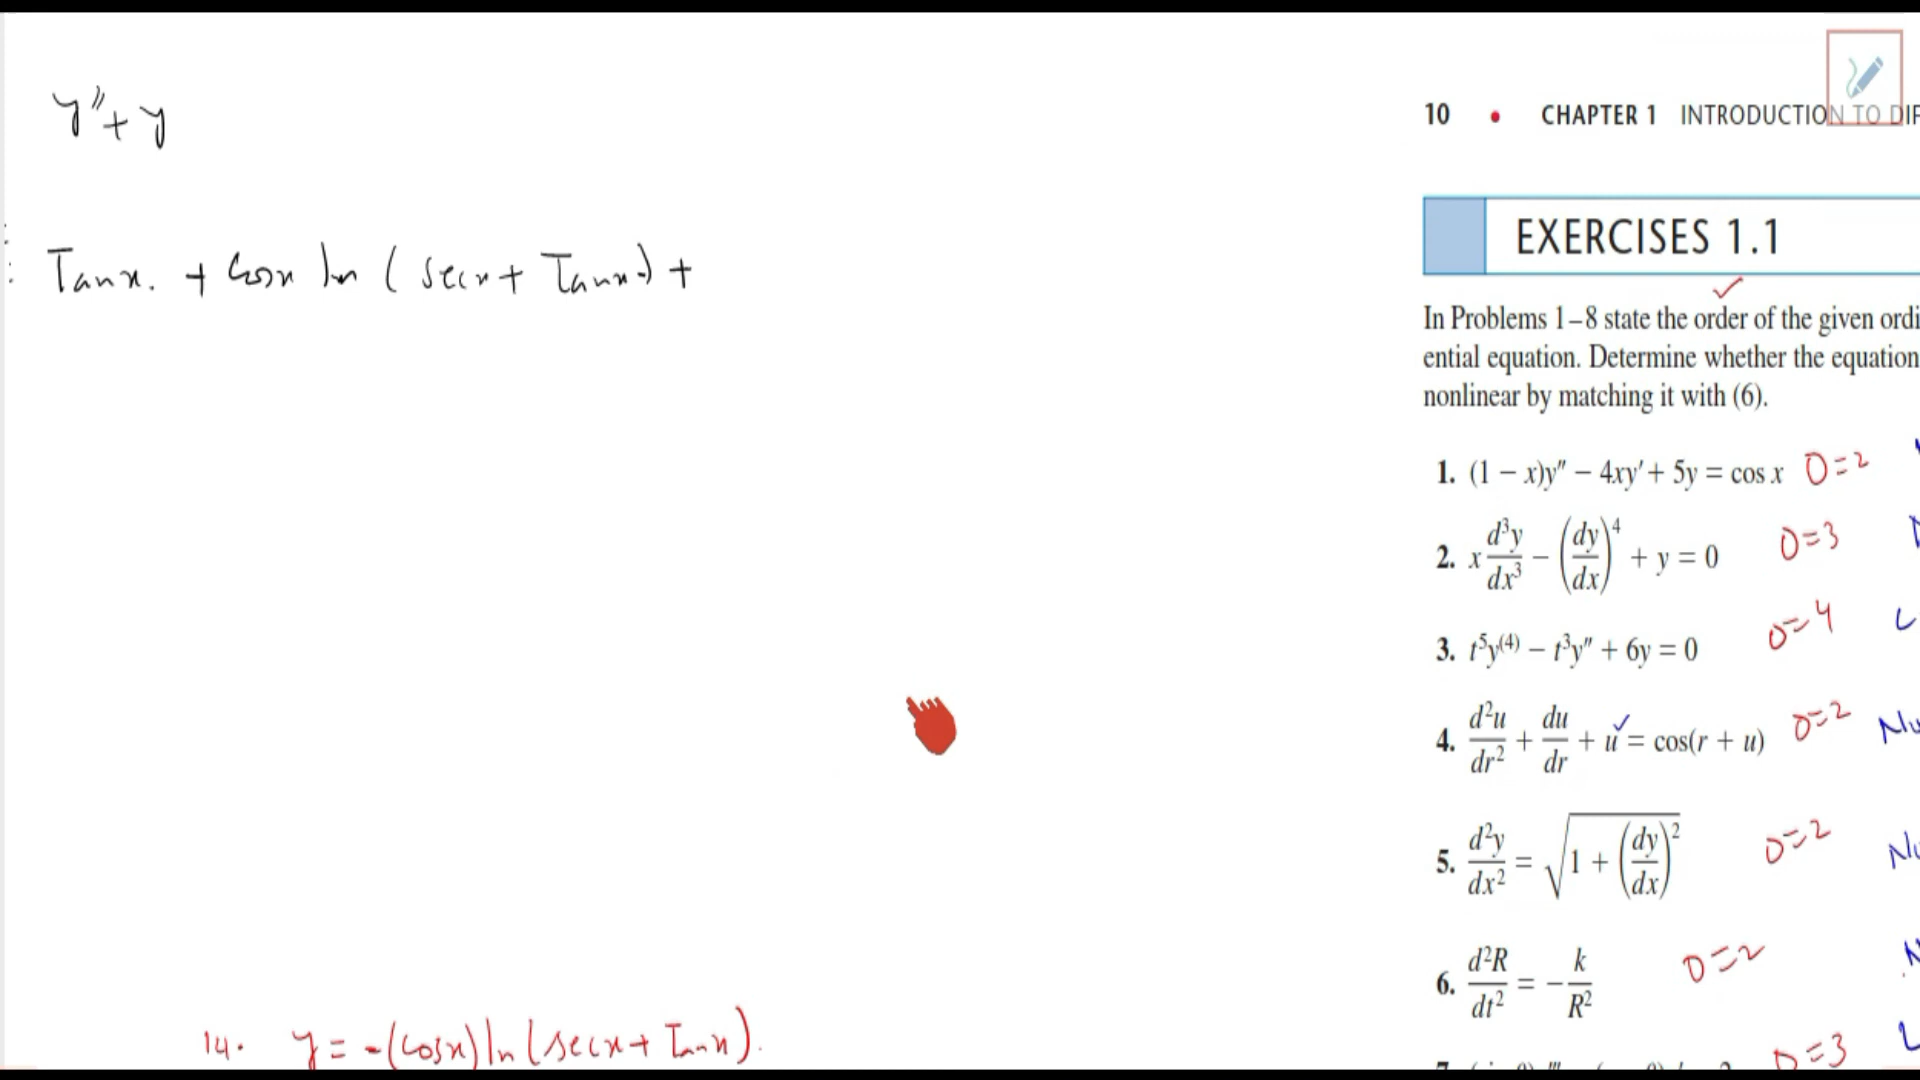 y″ + y
Tanx. + Cosx ln ( secx + Tanx) +
14. y = -(Cosx) ln (secx + Tanx).
10 • CHAPTER 1 INTRODUCTION TO DIF
EXERCISES 1.1
In Problems 1–8 state the order of the given ordi
ential equation. Determine whether the equation
nonlinear by matching it with (6).
1. (1 − x)y″ − 4xy′ + 5y = cos x O=2
2. x d³y/dx³ − (dy/dx)⁴ + y = 0 O=3
3. t⁵y⁽⁴⁾ − t³y″ + 6y = 0 O=4 L
4. d²u/dr² + du/dr + u = cos(r + u) O=2
5. d²y/dx² = √(1 + (dy/dx)²) O=2
6. d²R/dt² = − k/R² O=2
O=3